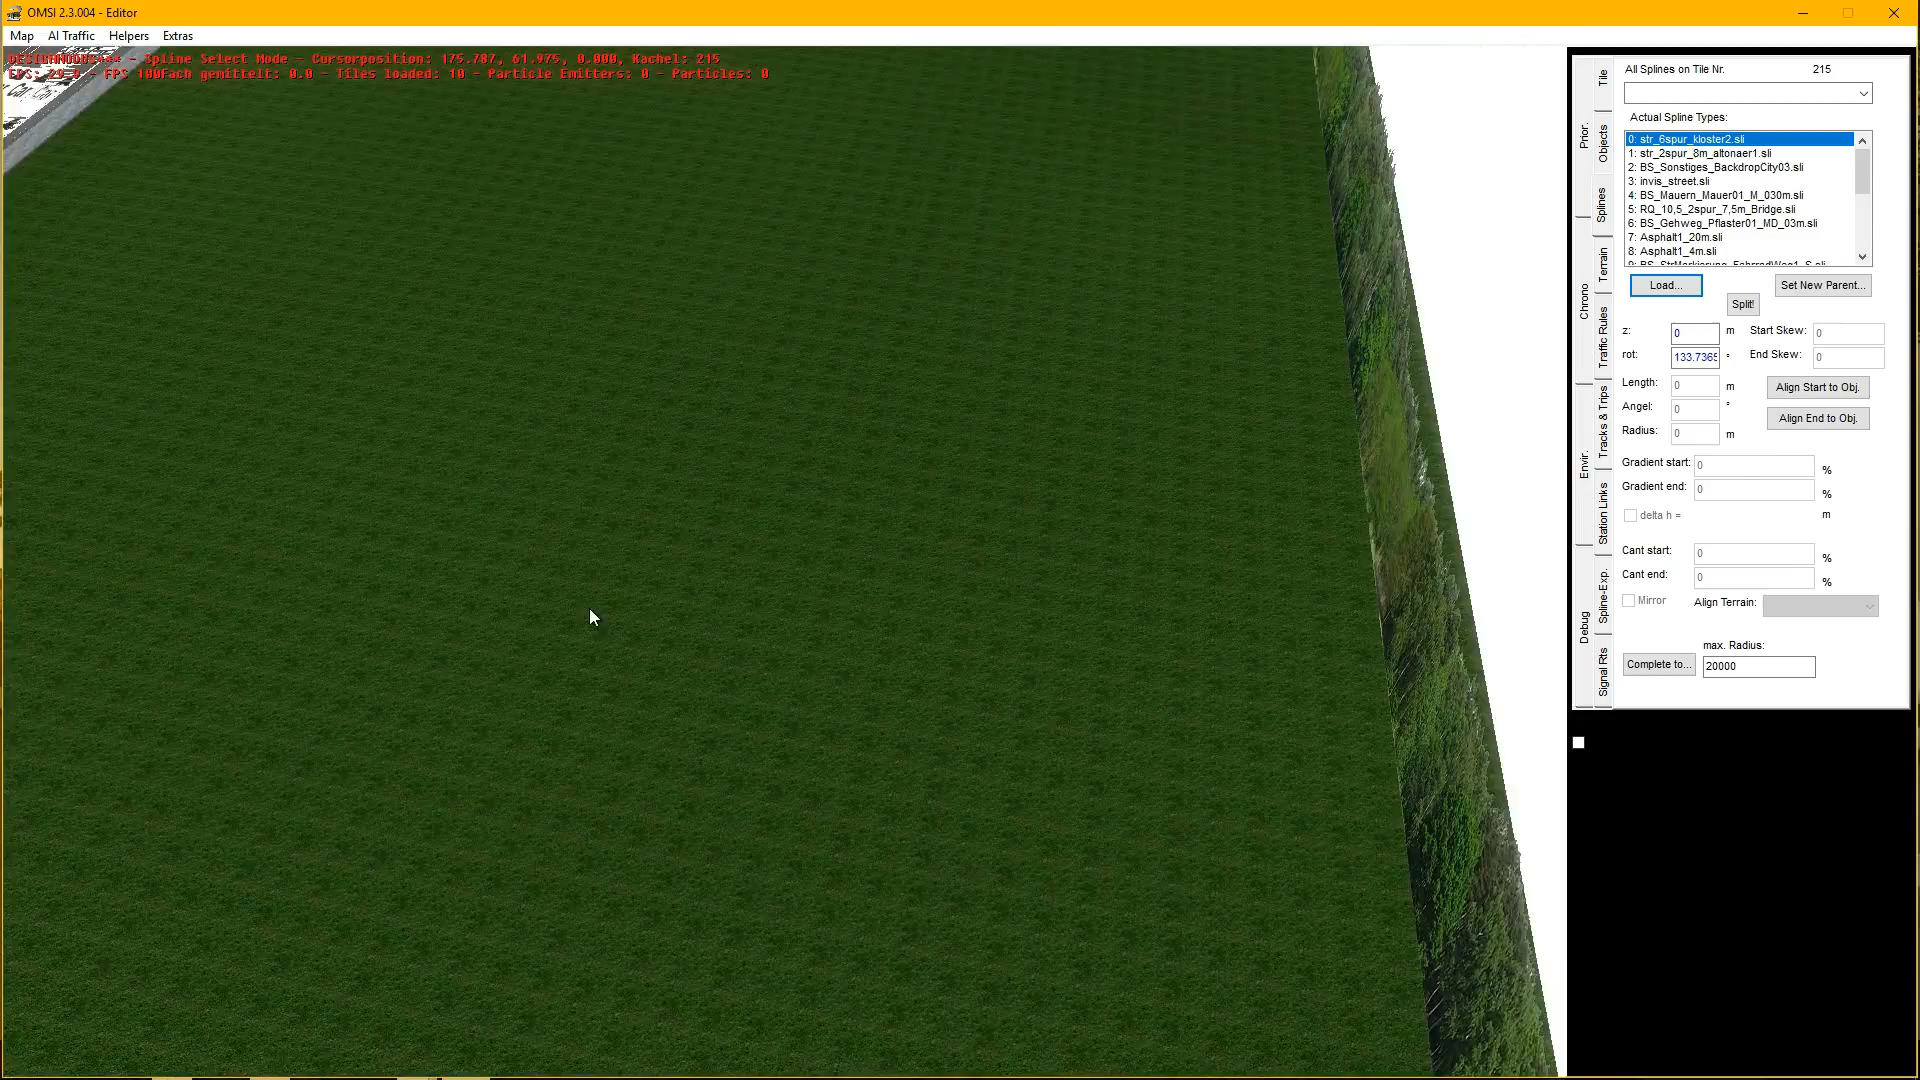 OMSI 2.3.004 - Editor
Map AI Traffic Helpers Extras
- Spline Select Mode - Cursorposition: 175.787, 61.975, 0.000, Kachel: 215
FPS 100fach gemittelt: 0.0 - Tiles loaded: 10 - Particle Emitters: 0 - Particles: 0
Prior.
Chrono
Envir.
Debug
Tile
Objects
Splines
Terrain
Traffic Rules
Tracks & Trips
Station Links
Spline-Exp.
Signal Rts
All Splines on Tile Nr. 215
Actual Spline Types:
0: str_6spur_kloster2.sli
1: str_2spur_8m_altonaer1.sli
2: BS_Sonstiges_BackdropCity03.sli
3: invis_street.sli
4: BS_Mauern_Mauer01_M_030m.sli
5: RQ_10,5_2spur_7,5m_Bridge.sli
6: BS_Gehweg_Pflaster01_MD_03m.sli
7: Asphalt1_20m.sli
8: Asphalt1_4m.sli
9: BS_StrMarkierung_FahrradWeg1_S.sli
Load... Set New Parent...
Split!
z: 0 m Start Skew: 0
rot: 133.7365 ° End Skew: 0
Length: 0 m Align Start to Obj.
Angel: 0 ° Align End to Obj.
Radius: 0 m
Gradient start: 0 %
Gradient end: 0 %
delta h = m
Cant start: 0 %
Cant end: 0 %
Mirror Align Terrain:
max. Radius:
Complete to... 20000